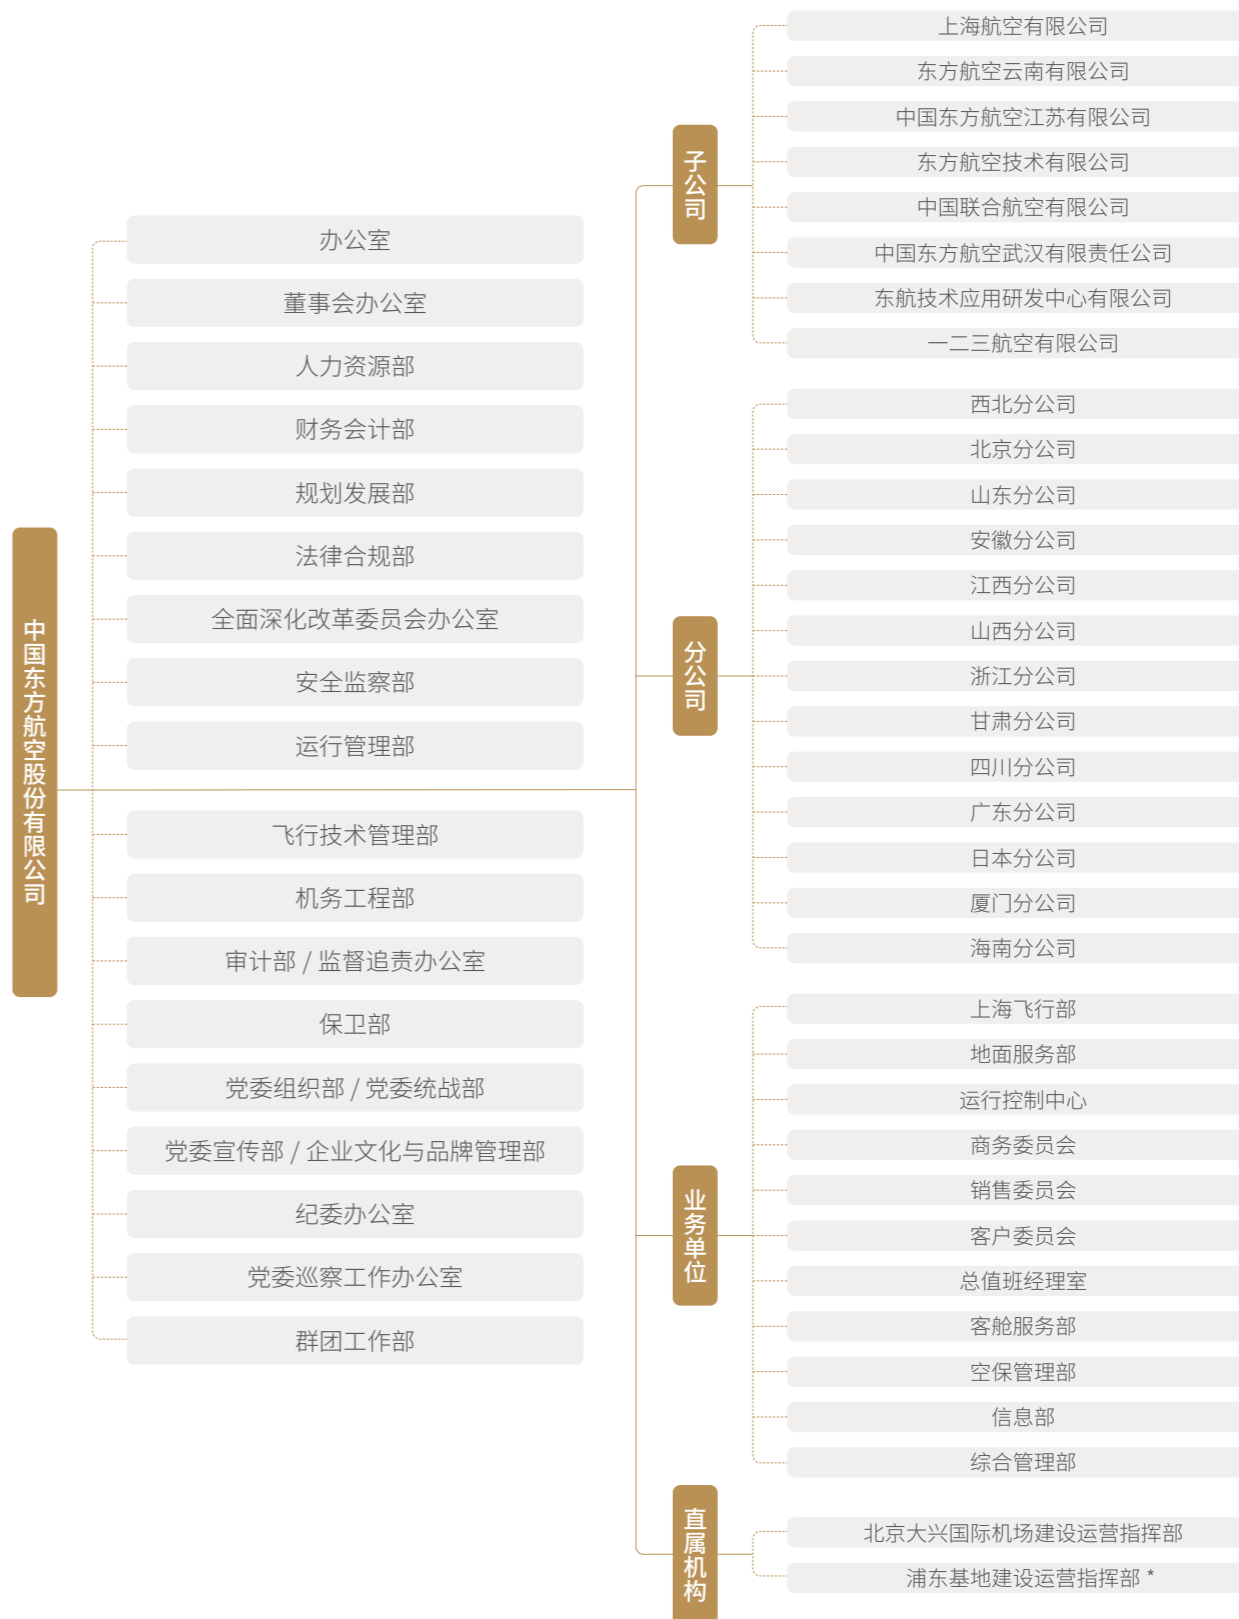 中国东方航空股份有限公司
办公室
董事会办公室
人力资源部
财务会计部
规划发展部
法律合规部
全面深化改革委员会办公室
安全监察部
运行管理部
飞行技术管理部
机务工程部
审计部 / 监督追责办公室
保卫部
党委组织部 / 党委统战部
党委宣传部 / 企业文化与品牌管理部
纪委办公室
党委巡察工作办公室
群团工作部
子公司
上海航空有限公司
东方航空云南有限公司
中国东方航空江苏有限公司
东方航空技术有限公司
中国联合航空有限公司
中国东方航空武汉有限责任公司
东航技术应用研发中心有限公司
一二三航空有限公司
分公司
西北分公司
北京分公司
山东分公司
安徽分公司
江西分公司
山西分公司
浙江分公司
甘肃分公司
四川分公司
广东分公司
日本分公司
厦门分公司
海南分公司
业务单位
上海飞行部
地面服务部
运行控制中心
商务委员会
销售委员会
客户委员会
总值班经理室
客舱服务部
空保管理部
信息部
综合管理部
直属机构
北京大兴国际机场建设运营指挥部
浦东基地建设运营指挥部 *